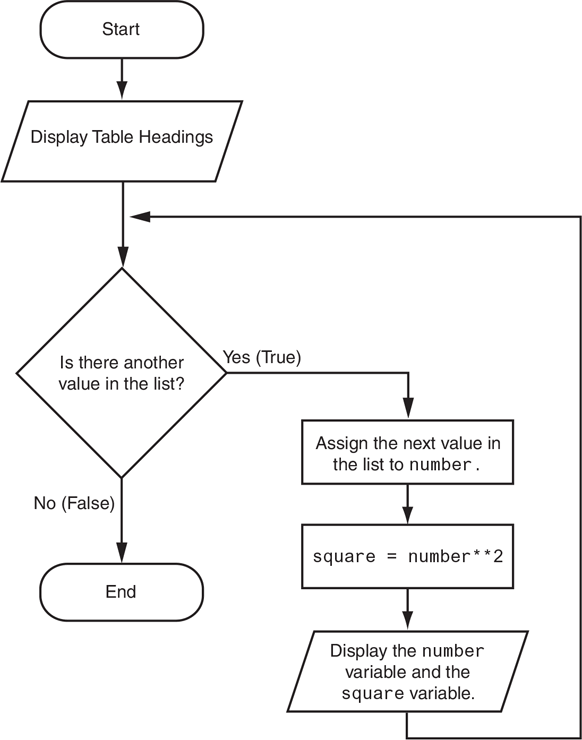 Start
Display Table Headings
Is there another
value in the list?
Yes (True)
Assign the next value in
the list to number.
square = number**2
Display the number
variable and the
square variable.
No (False)
End